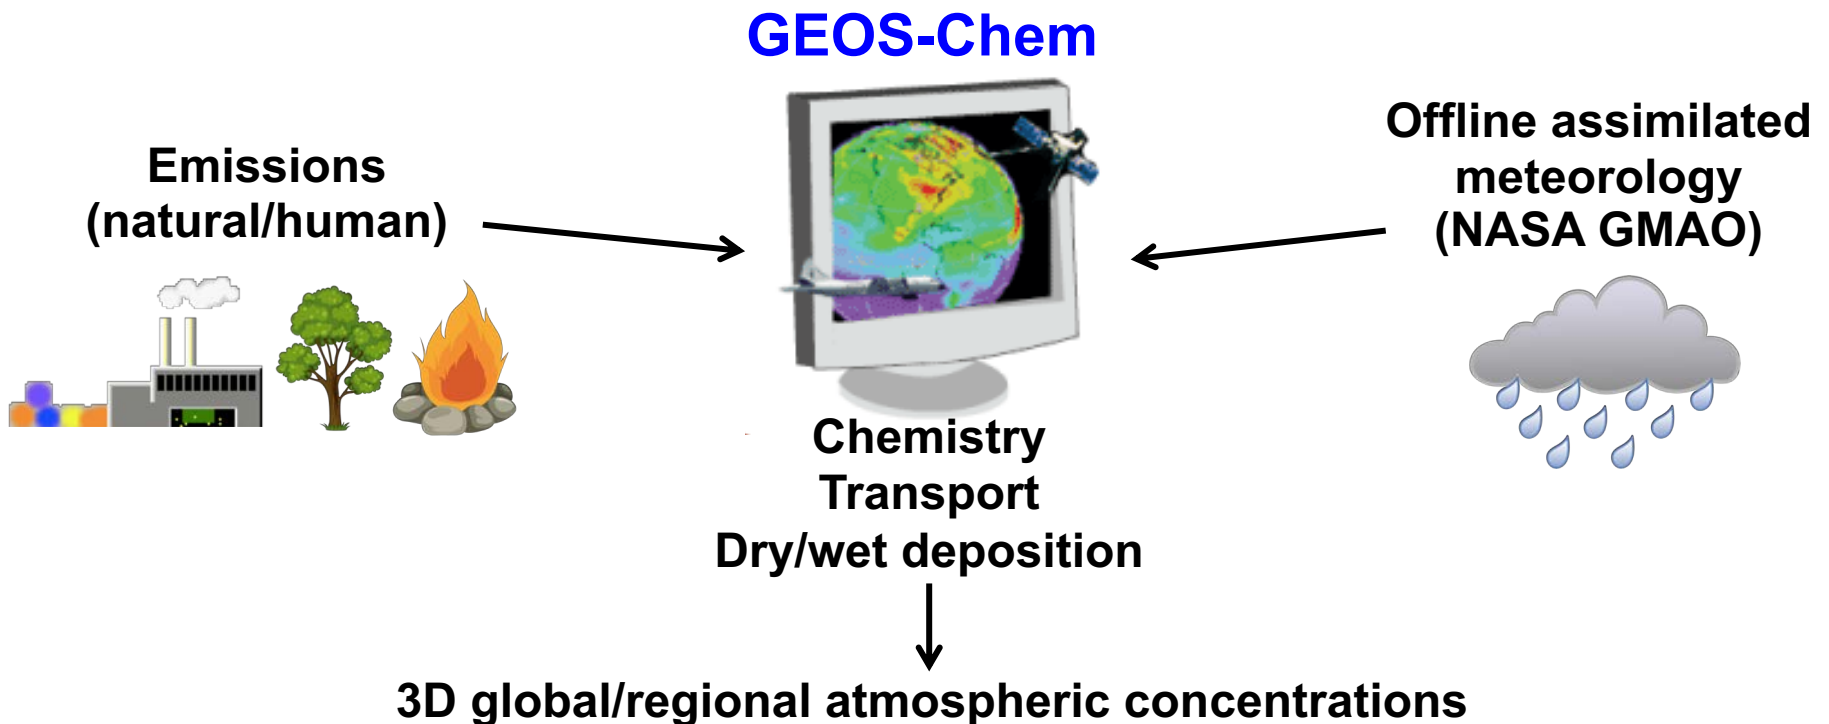 GEOS-Chem
Emissions
(natural/human)
Offline assimilated
meteorology
(NASA GMAO)
Chemistry
Transport
Dry/wet deposition
3D global/regional atmospheric concentrations